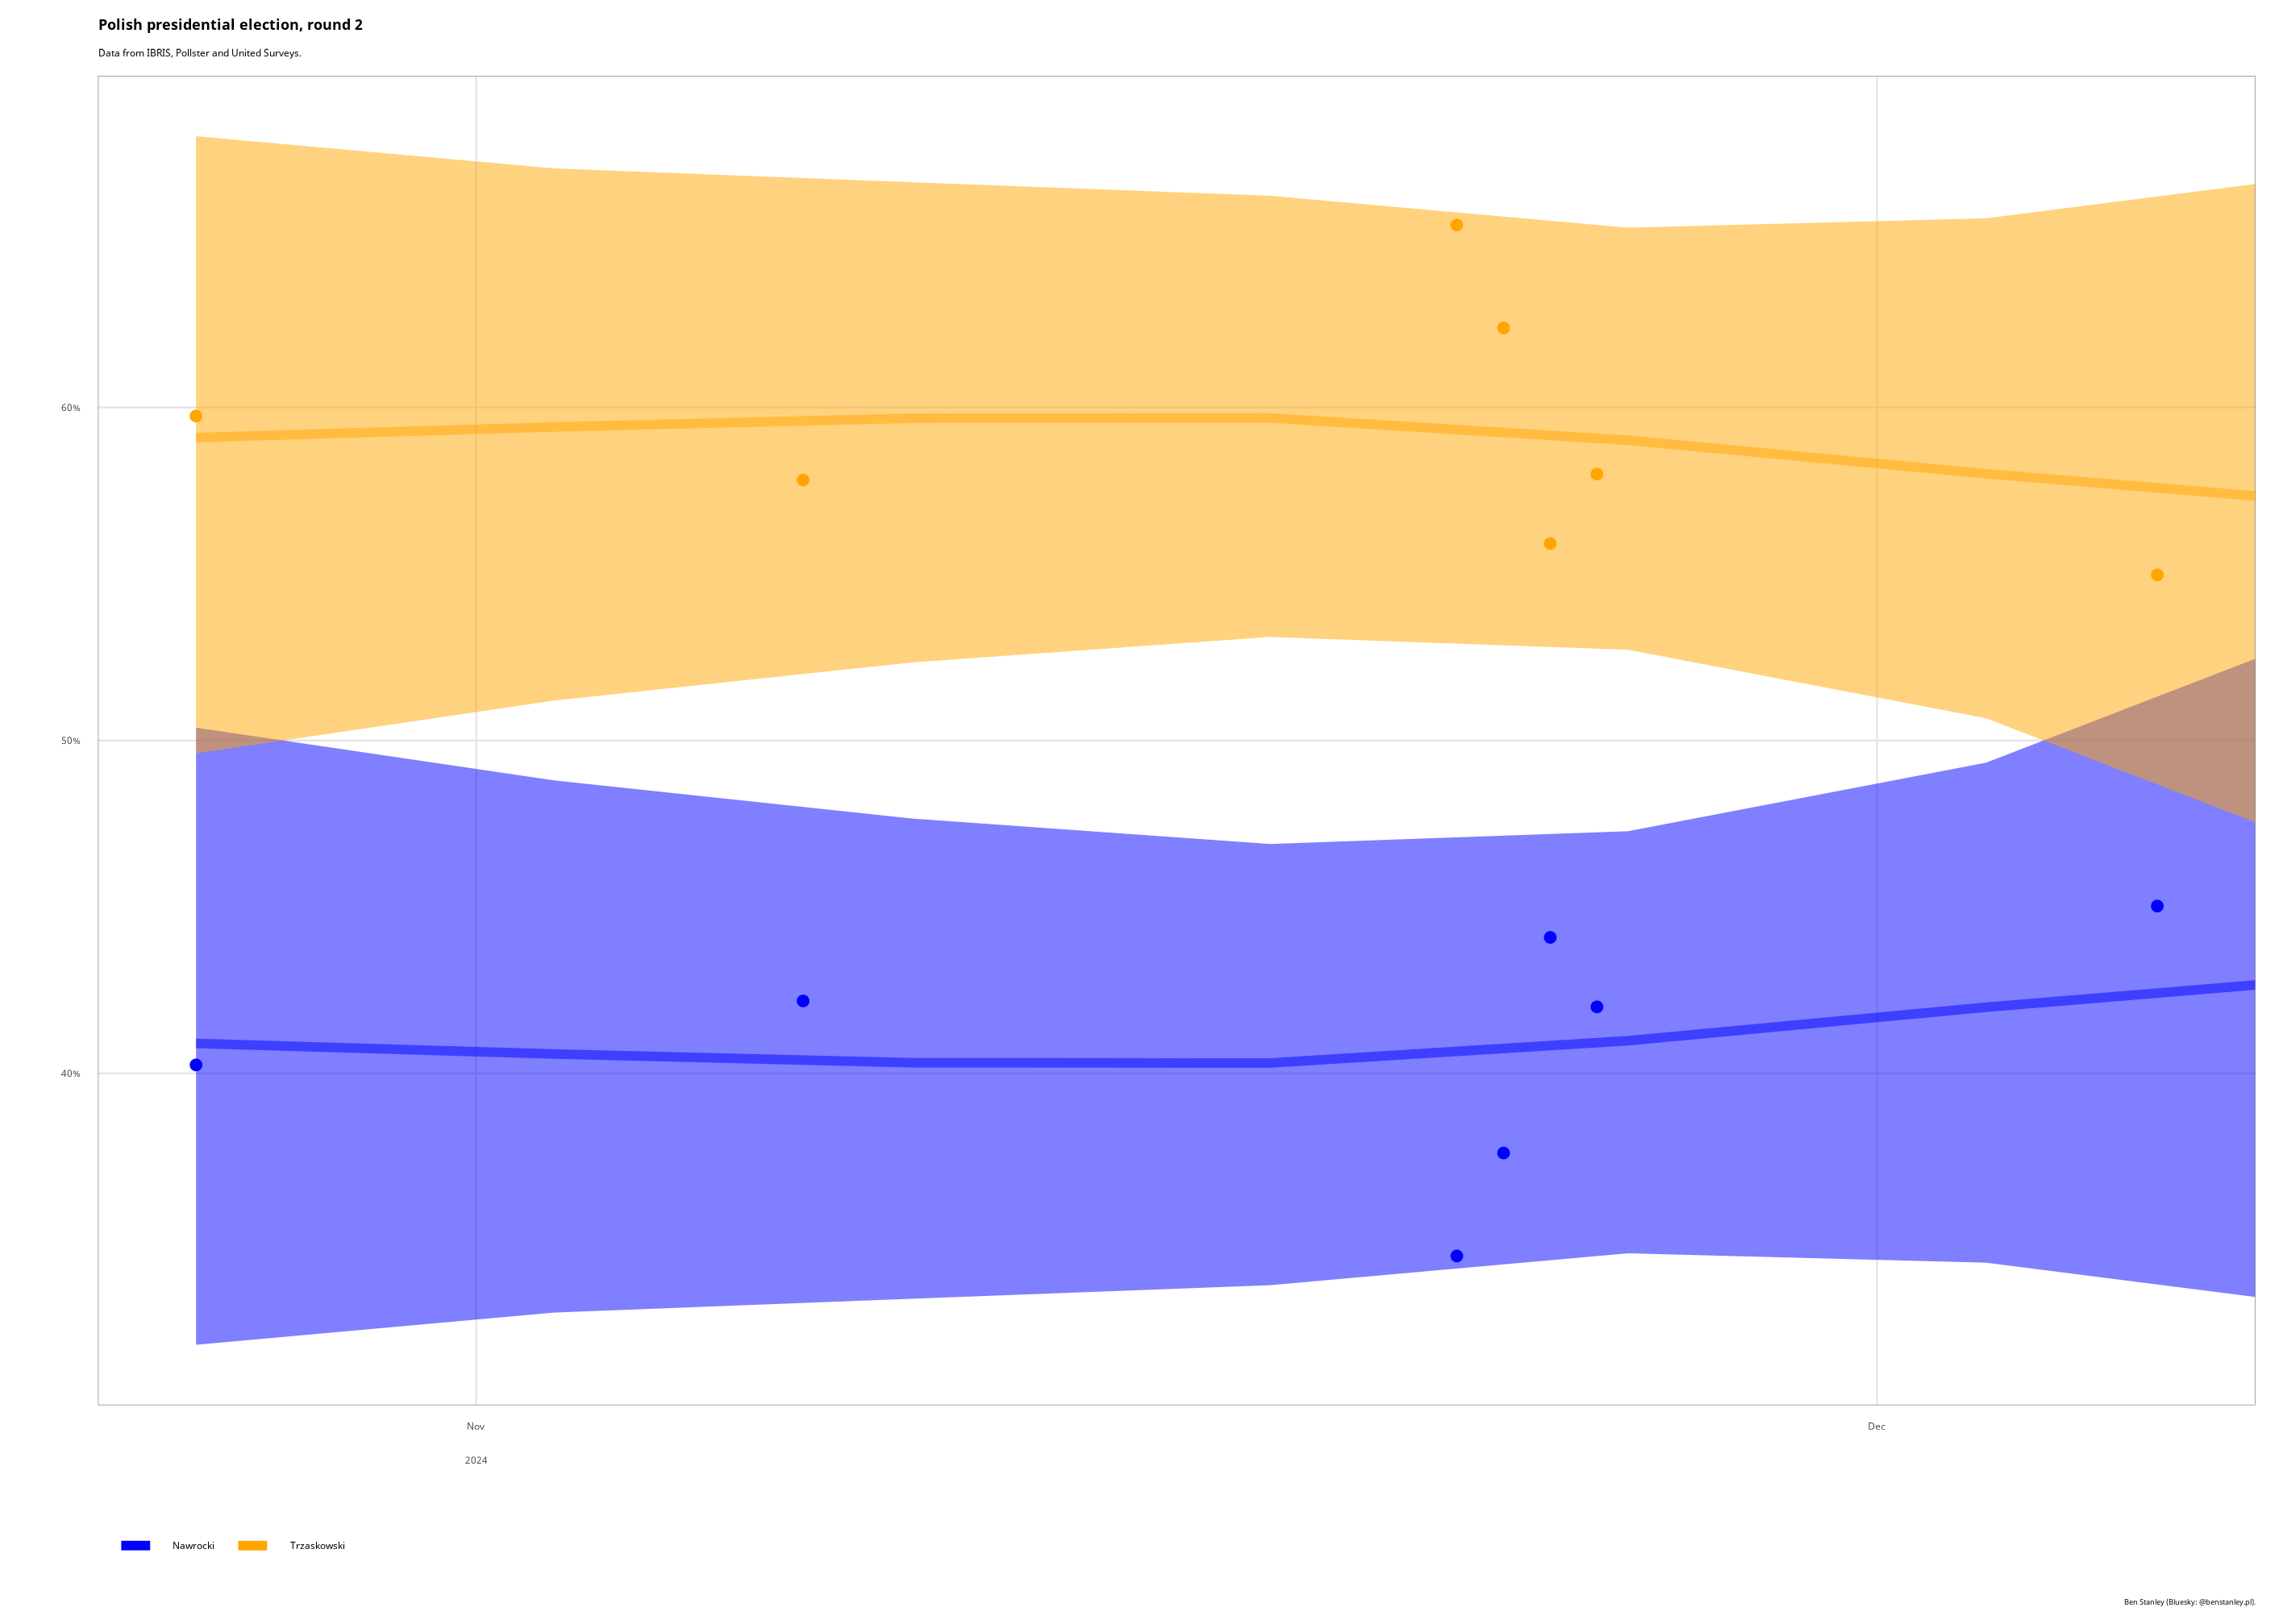 Polish presidential election, round 2
Data from IBRIS, Pollster and United Surveys.
60%
50%
40%
Nov
Dec
2024
Nawrocki
Trzaskowski
Ben Stanley (Bluesky: @benstanley.pl).